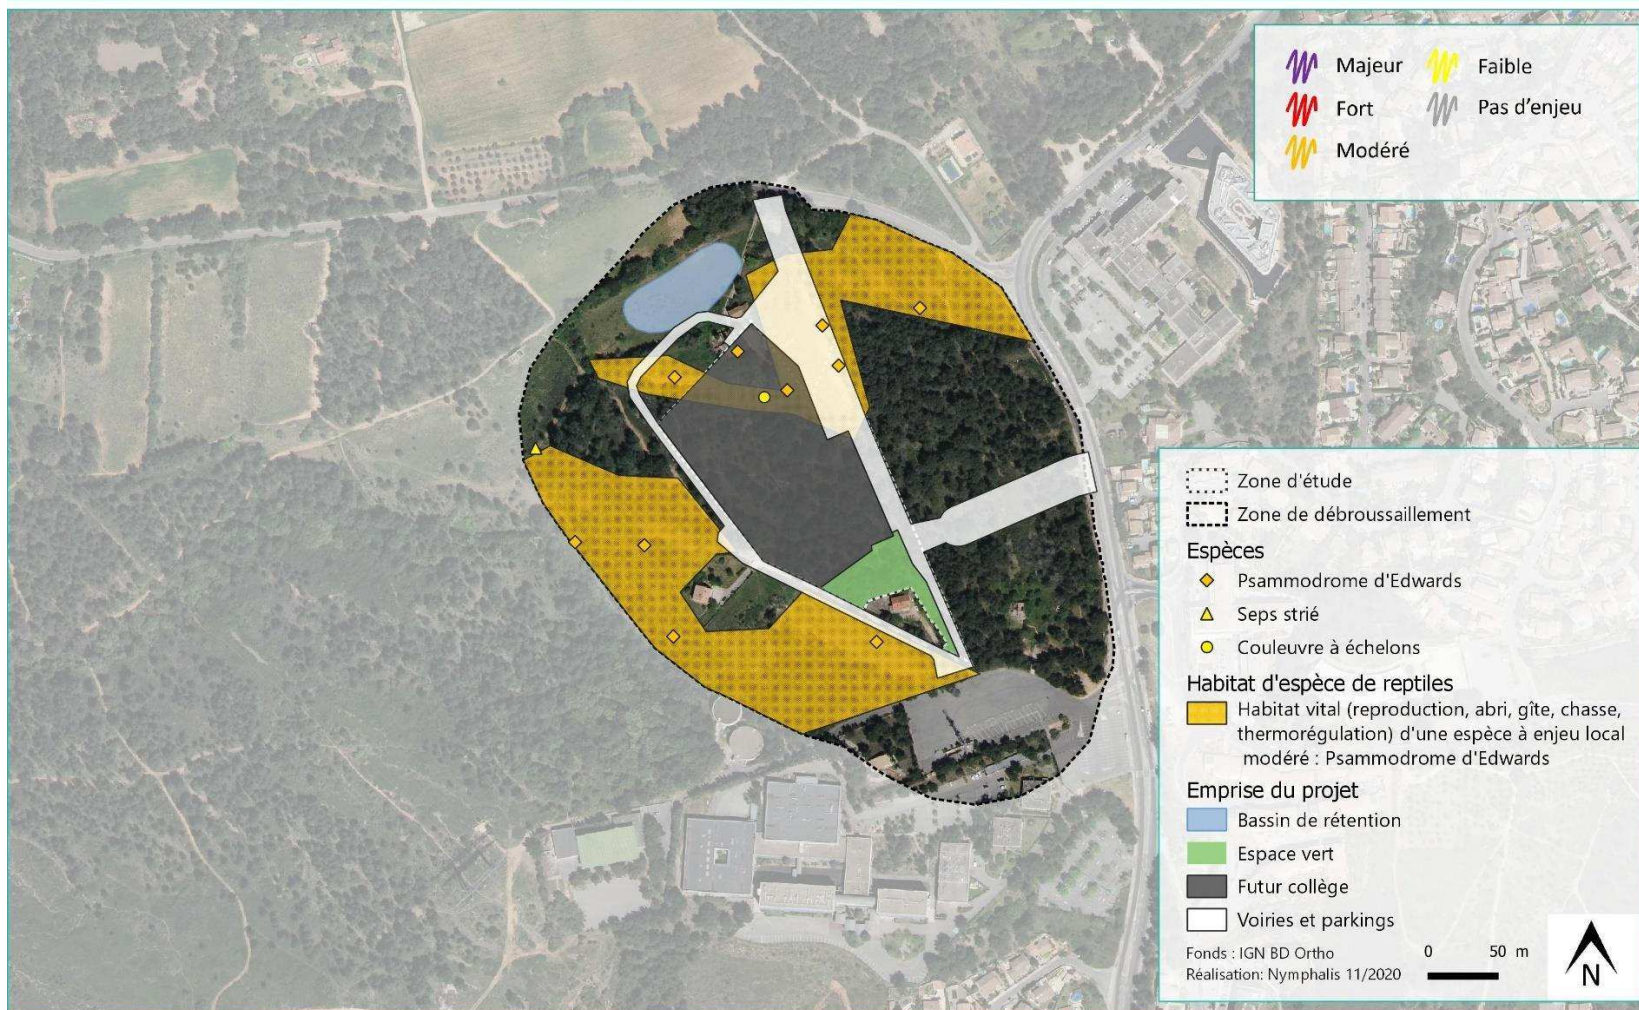 Majeur
Faible
Fort
Pas d'enjeu
Modéré
Zone d'étude
Zone de débroussaillement
Espèces
Psammodrome d'Edwards
Seps strié
Couleuvre à échelons
Habitat d'espèce de reptiles
Habitat vital (reproduction, abri, gîte, chasse,
thermorégulation) d'une espèce à enjeu local
modéré : Psammodrome d'Edwards
Emprise du projet
Bassin de rétention
Espace vert
Futur collège
Voiries et parkings
Fonds : IGN BD Ortho
Réalisation: Nymphalis 11/2020
0 50 m
N